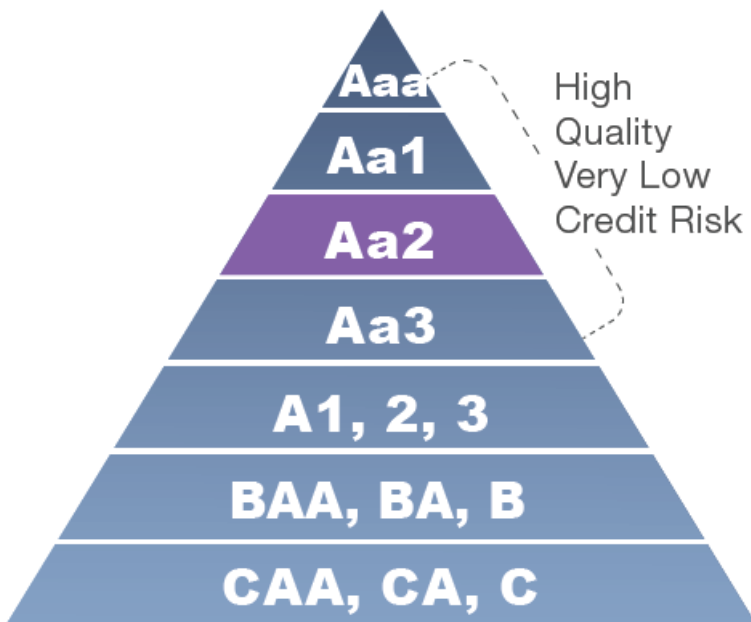 Aaa
Aa1
Aa2
Aa3
A1, 2, 3
BAA, BA, B
CAA, CA, C
High
Quality
Very Low
Credit Risk